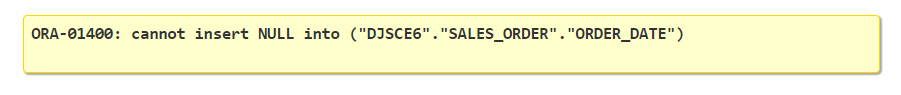 ORA-01400: cannot insert NULL into ("DJSCE6"."SALES_ORDER"."ORDER_DATE")